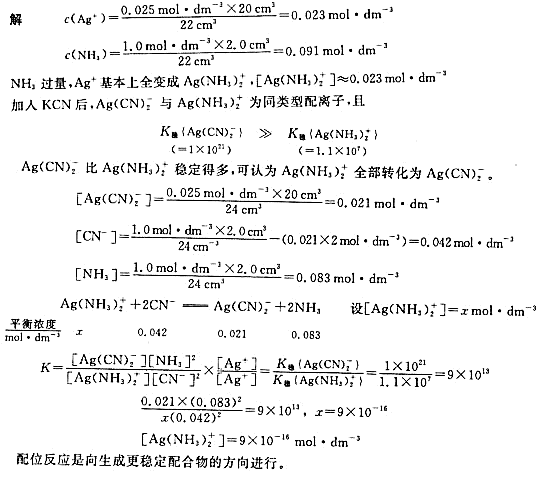 解 c(Ag⁺)=0.025 mol·dm⁻³×20 cm³/22 cm³=0.023 mol·dm⁻³
c(NH₃)=1.0 mol·dm⁻³×2.0 cm³/22 cm³=0.091 mol·dm⁻³
NH₃ 过量,Ag⁺基本上全变成 Ag(NH₃)₂⁺,[Ag(NH₃)₂⁺]≈0.023 mol·dm⁻³
加入 KCN 后,Ag(CN)₂⁻ 与 Ag(NH₃)₂⁺ 为同类型配离子,且
K稳{Ag(CN)₂⁻} ≫ K稳{Ag(NH₃)₂⁺}
(=1×10²¹) (=1.1×10⁷)
Ag(CN)₂⁻ 比 Ag(NH₃)₂⁺ 稳定得多,可认为 Ag(NH₃)₂⁺ 全部转化为 Ag(CN)₂⁻。
[Ag(CN)₂⁻]=0.025 mol·dm⁻³×20 cm³/24 cm³=0.021 mol·dm⁻³
[CN⁻]=1.0 mol·dm⁻³×2.0 cm³/24 cm⁻³-(0.021×2 mol·dm⁻³)=0.042 mol·dm⁻³
[NH₃]=1.0 mol·dm⁻³×2.0 cm³/24 cm³=0.083 mol·dm⁻³
Ag(NH₃)₂⁺+2CN⁻ == Ag(CN)₂⁻+2NH₃ 设[Ag(NH₃)₂⁺]=x mol·dm⁻³
平衡浓度/mol·dm⁻³ x 0.042 0.021 0.083
K=[Ag(CN)₂⁻][NH₃]²/[Ag(NH₃)₂⁺][CN⁻]²×[Ag⁺]/[Ag⁺]=K稳{Ag(CN)₂⁻}/K稳{Ag(NH₃)₂⁺}=1×10²¹/1.1×10⁷=9×10¹³
0.021×(0.083)²/x(0.042)²=9×10¹³, x=9×10⁻¹⁶
[Ag(NH₃)₂⁺]=9×10⁻¹⁶ mol·dm⁻³
配位反应是向生成更稳定配合物的方向进行。